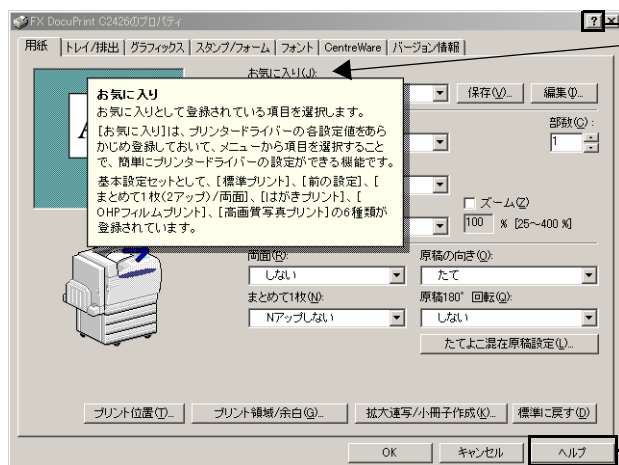 FX DocuPrint C2426のプロパティ
用紙 トレイ/排出 グラフィックス スタンプ/フォーム フォント CentreWare バージョン情報
お気に入り(J):
保存(V)... 編集(I)...
お気に入り
お気に入りとして登録されている項目を選択します。
[お気に入り]は、プリンタードライバーの各設定値をあら
かじめ登録しておいて、メニューから項目を選択すること
で、簡単にプリンタードライバーの設定ができる機能です。
基本設定セットとして、[標準プリント]、[前の設定]、[
まとめて1枚(2アップ)/両面]、[はがきプリント]、[
OHPフィルムプリント]、[高画質写真プリント]の6種類が
登録されています。
部数(C):
1
ズーム(Z)
100 % [25～400 %]
両面(R): 原稿の向き(O):
しない たて
まとめて1枚(N): 原稿180°回転(Q):
Nアップしない しない
たてよこ混在原稿設定(L)...
プリント位置(T)... プリント領域/余白(G)... 拡大連写/小冊子作成(K)... 標準に戻す(D)
OK キャンセル ヘルプ